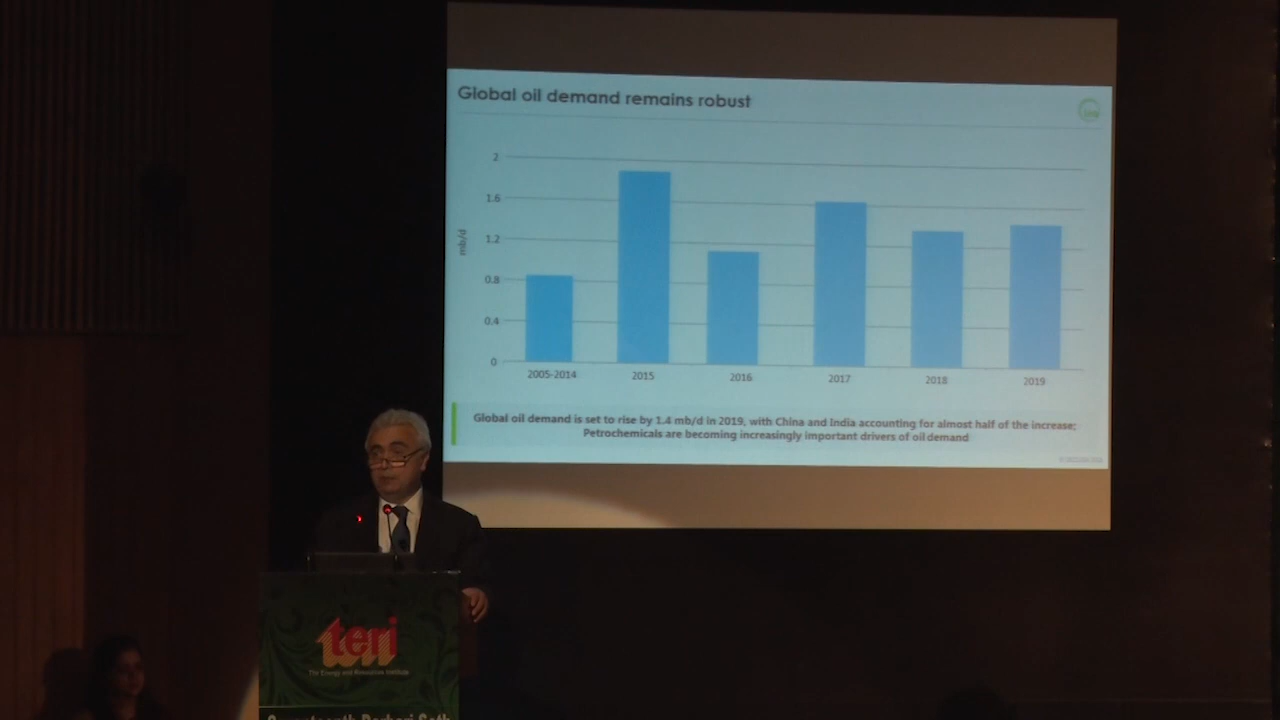 Global oil demand remains robust
iea
2
1.6
1.2
0.8
0.4
0
mb/d
2005-2014
2015
2016
2017
2018
2019
Global oil demand is set to rise by 1.4 mb/d in 2019, with China and India accounting for almost half of the increase;
Petrochemicals are becoming increasingly important drivers of oil demand
teri
The Energy and Resources Institute